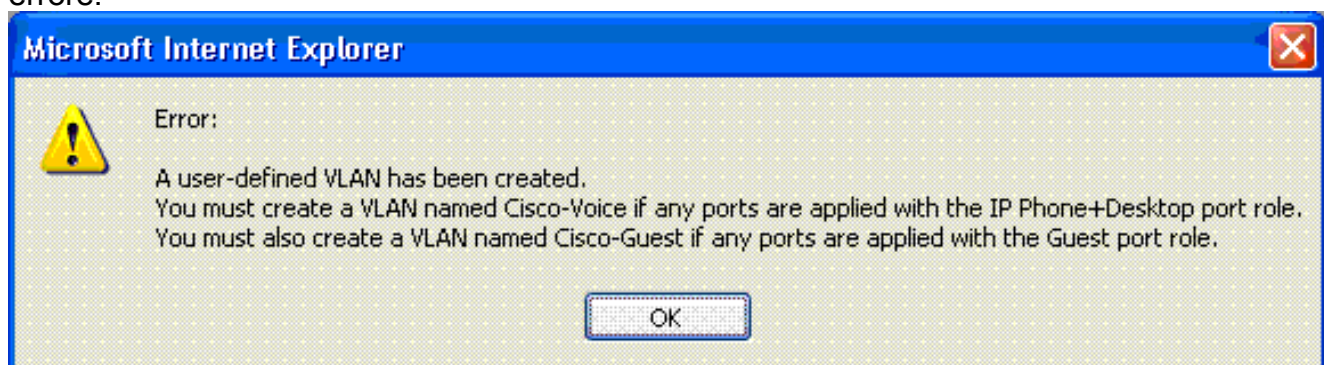 errors.
Microsoft Internet Explorer
Error:
A user-defined VLAN has been created.
You must create a VLAN named Cisco-Voice if any ports are applied with the IP Phone+Desktop port role.
You must also create a VLAN named Cisco-Guest if any ports are applied with the Guest port role.
OK